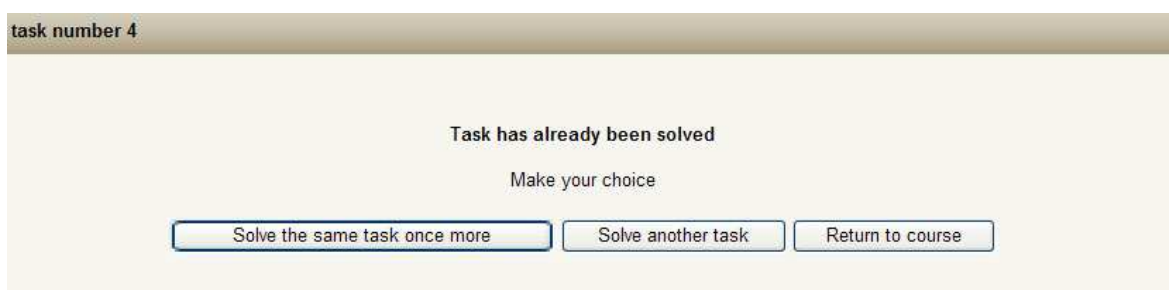 task number 4
Task has already been solved
Make your choice
Solve the same task once more Solve another task Return to course